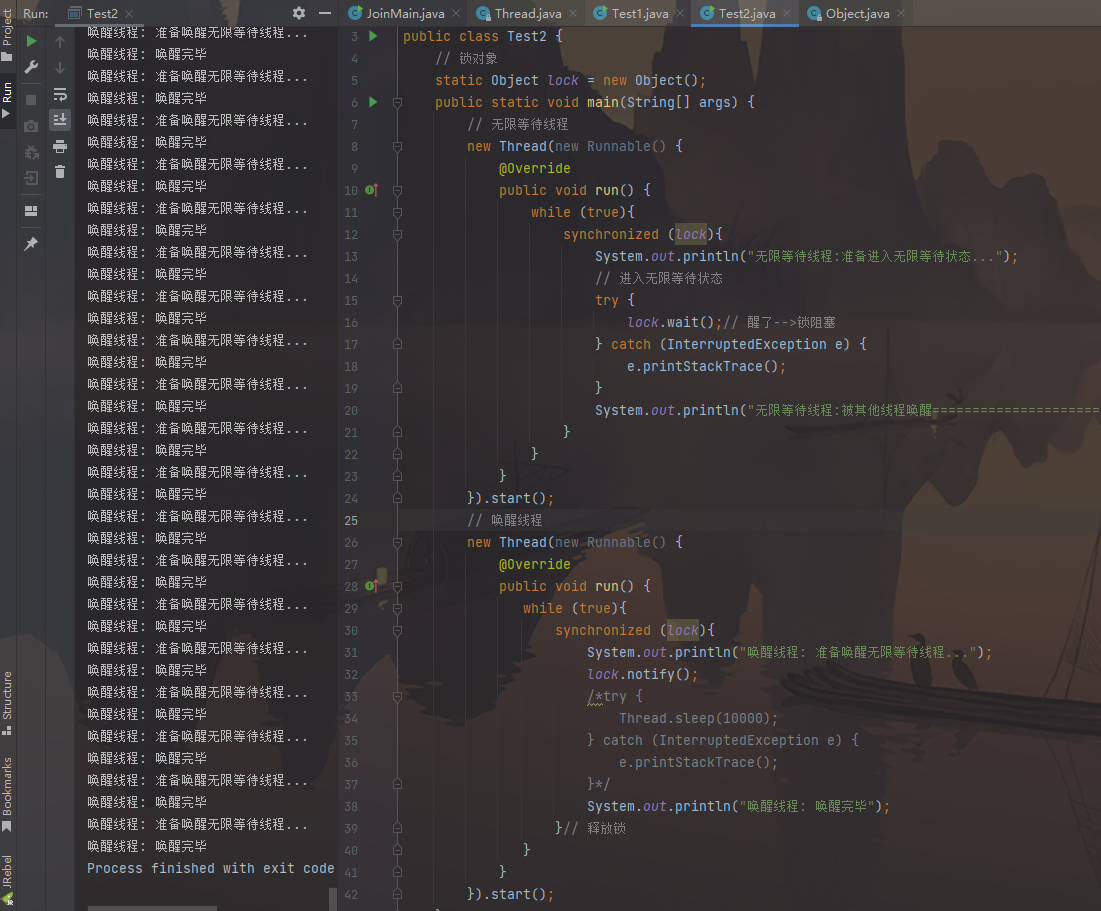 Run: Test2
JoinMain.java Thread.java Test1.java Test2.java Object.java
Project
Run
Structure
Bookmarks
JRebel
唤醒线程: 准备唤醒无限等待线程...
唤醒线程: 唤醒完毕
唤醒线程: 准备唤醒无限等待线程...
唤醒线程: 唤醒完毕
唤醒线程: 准备唤醒无限等待线程...
唤醒线程: 唤醒完毕
唤醒线程: 准备唤醒无限等待线程...
唤醒线程: 唤醒完毕
唤醒线程: 准备唤醒无限等待线程...
唤醒线程: 唤醒完毕
唤醒线程: 准备唤醒无限等待线程...
唤醒线程: 唤醒完毕
唤醒线程: 准备唤醒无限等待线程...
唤醒线程: 唤醒完毕
唤醒线程: 准备唤醒无限等待线程...
唤醒线程: 唤醒完毕
唤醒线程: 准备唤醒无限等待线程...
唤醒线程: 唤醒完毕
唤醒线程: 准备唤醒无限等待线程...
唤醒线程: 唤醒完毕
唤醒线程: 准备唤醒无限等待线程...
唤醒线程: 唤醒完毕
唤醒线程: 准备唤醒无限等待线程...
唤醒线程: 唤醒完毕
唤醒线程: 准备唤醒无限等待线程...
唤醒线程: 唤醒完毕
唤醒线程: 准备唤醒无限等待线程...
唤醒线程: 唤醒完毕
唤醒线程: 准备唤醒无限等待线程...
唤醒线程: 唤醒完毕
唤醒线程: 准备唤醒无限等待线程...
唤醒线程: 唤醒完毕
唤醒线程: 准备唤醒无限等待线程...
唤醒线程: 唤醒完毕
唤醒线程: 准备唤醒无限等待线程...
唤醒线程: 唤醒完毕
唤醒线程: 准备唤醒无限等待线程...
唤醒线程: 唤醒完毕
Process finished with exit code
3 public class Test2 {
4 // 锁对象
5 static Object lock = new Object();
6 public static void main(String[] args) {
7 // 无限等待线程
8 new Thread(new Runnable() {
9 @Override
10 public void run() {
11 while (true){
12 synchronized (lock){
13 System.out.println("无限等待线程:准备进入无限等待状态...");
14 // 进入无限等待状态
15 try {
16 lock.wait();// 醒了-->锁阻塞
17 } catch (InterruptedException e) {
18 e.printStackTrace();
19 }
20 System.out.println("无限等待线程:被其他线程唤醒=====================
21 }
22 }
23 }
24 }).start();
25 // 唤醒线程
26 new Thread(new Runnable() {
27 @Override
28 public void run() {
29 while (true){
30 synchronized (lock){
31 System.out.println("唤醒线程: 准备唤醒无限等待线程...");
32 lock.notify();
33 /*try {
34 Thread.sleep(10000);
35 } catch (InterruptedException e) {
36 e.printStackTrace();
37 }*/
38 System.out.println("唤醒线程: 唤醒完毕");
39 }// 释放锁
40 }
41 }
42 }).start();